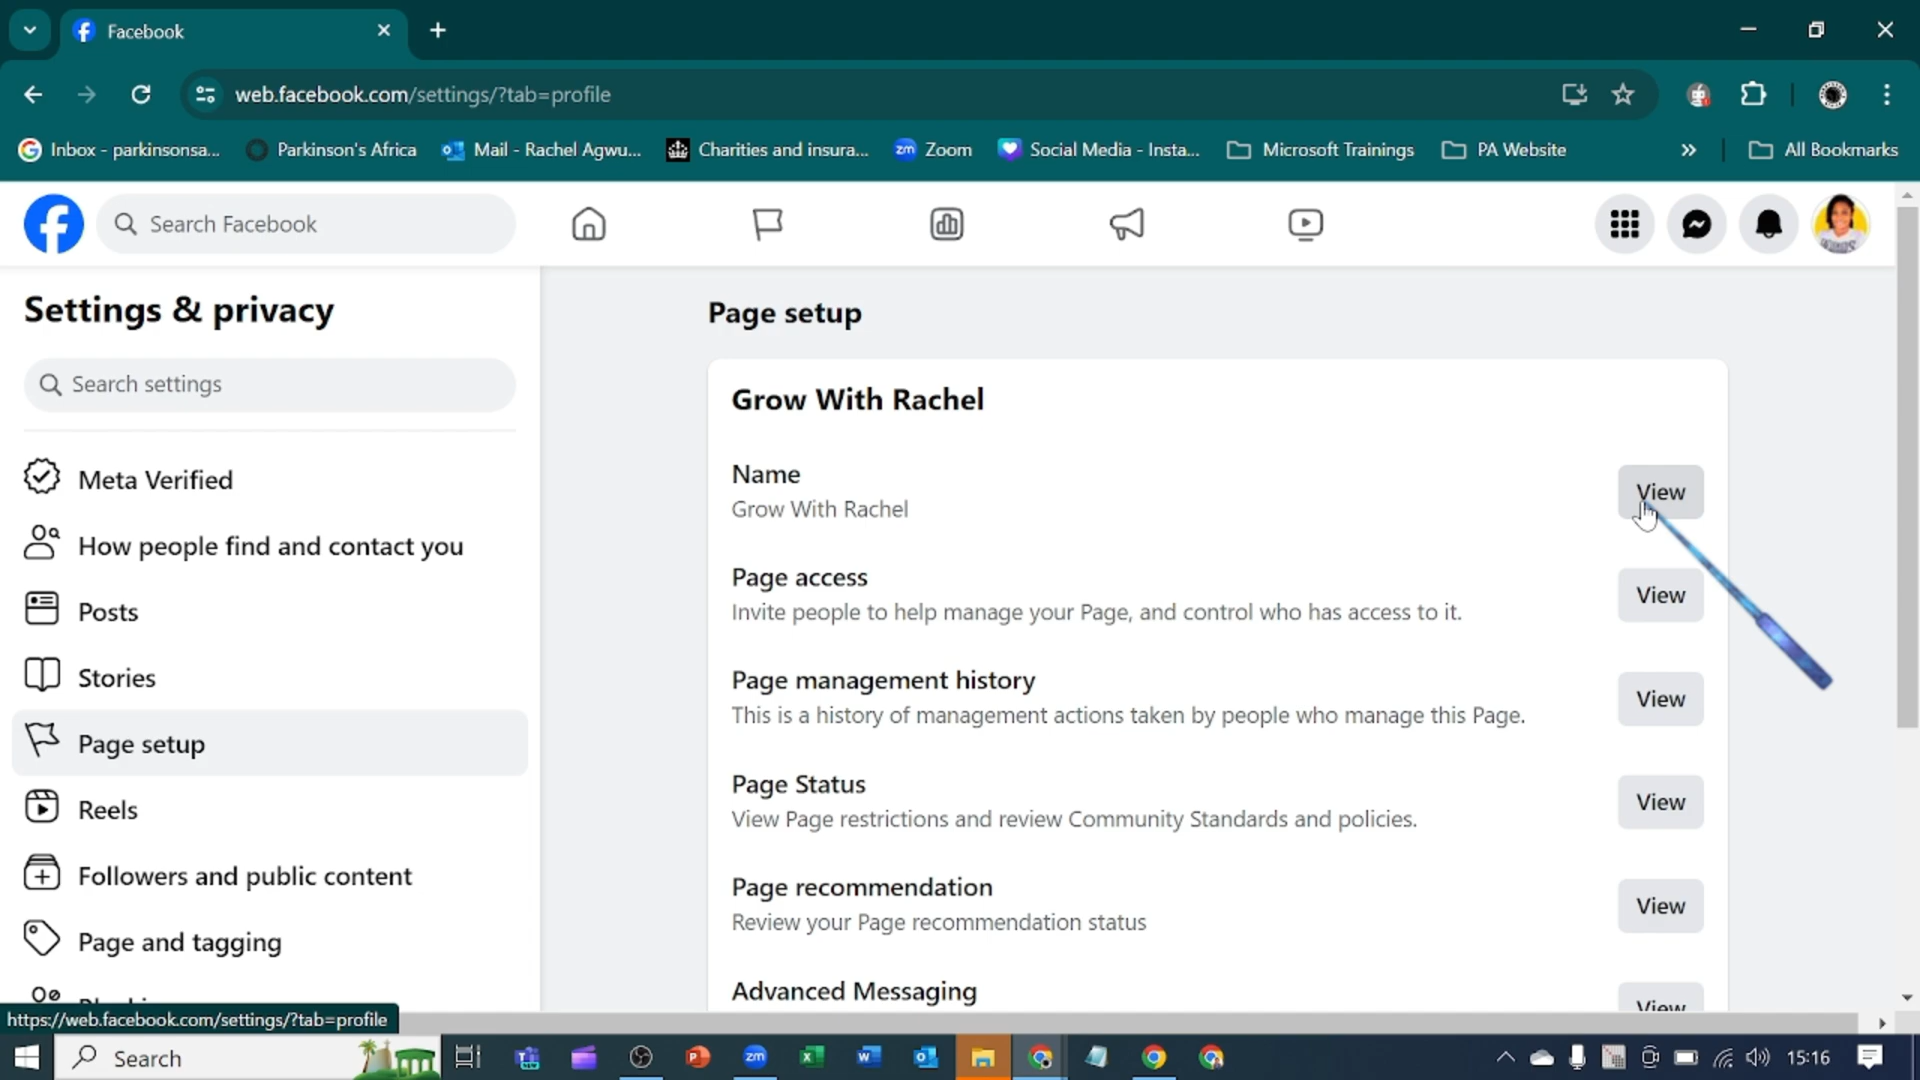 Facebook
web.facebook.com/settings/?tab=profile
Inbox - parkinsonsa...
Parkinson's Africa
Mail - Rachel Agwu...
Charities and insura...
zm Zoom
Social Media - Insta...
Microsoft Trainings
PA Website
All Bookmarks
Search Facebook
Settings & privacy
Search settings
Meta Verified
How people find and contact you
Posts
Stories
Page setup
Reels
Followers and public content
Page and tagging
https://web.facebook.com/settings/?tab=profile
Page setup
Grow With Rachel
Name
Grow With Rachel
View
Page access
Invite people to help manage your Page, and control who has access to it.
View
Page management history
This is a history of management actions taken by people who manage this Page.
View
Page Status
View Page restrictions and review Community Standards and policies.
View
Page recommendation
Review your Page recommendation status
View
Advanced Messaging
View
Search
zm
15:16